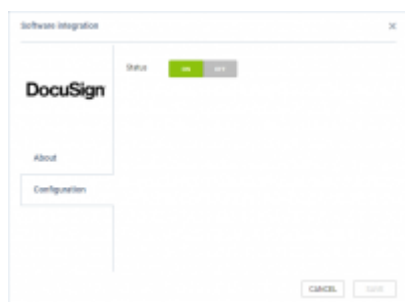 Software integration
Status
ON OFF
DocuSign
About
Configuration
CANCEL SAVE